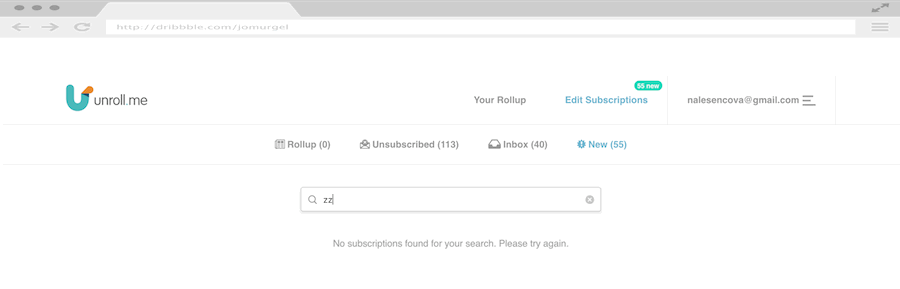 http://dribbble.com/jomurgel
55 new
unroll.me
Your Rollup
Edit Subscriptions
nalesencova@gmail.com
Rollup (0)
Unsubscribed (113)
Inbox (40)
New (55)
zz
No subscriptions found for your search. Please try again.